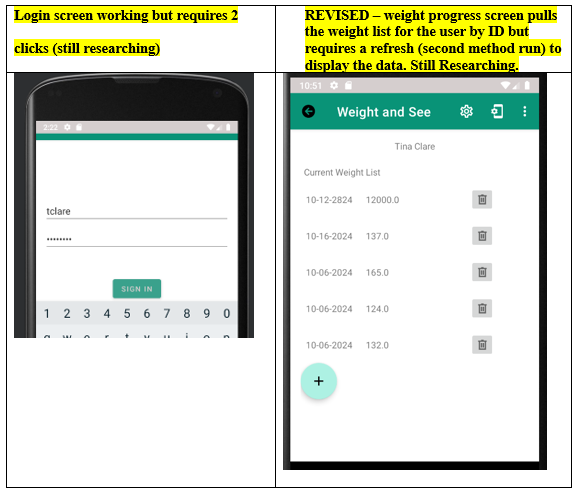 Login screen working but requires 2
clicks (still researching)
REVISED – weight progress screen pulls
the weight list for the user by ID but
requires a refresh (second method run) to
display the data. Still Researching.
2:22
tclare
········
SIGN IN
1 2 3 4 5 6 7 8 9 0
q w e r t y u i o p
10:51
Weight and See
Tina Clare
Current Weight List
10-12-2824 12000.0
10-16-2024 137.0
10-06-2024 165.0
10-06-2024 124.0
10-06-2024 132.0
+